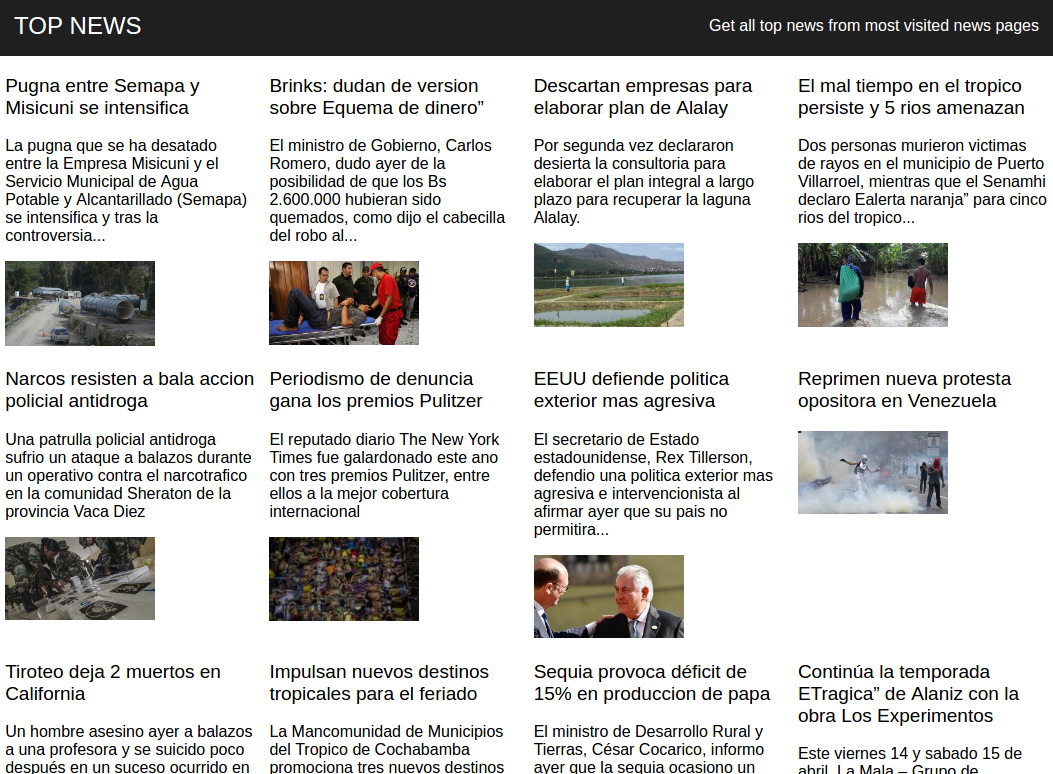 TOP NEWS
Get all top news from most visited news pages
Pugna entre Semapa y
Misicuni se intensifica
La pugna que se ha desatado
entre la Empresa Misicuni y el
Servicio Municipal de Agua
Potable y Alcantarillado (Semapa)
se intensifica y tras la
controversia...
Brinks: dudan de version
sobre Equema de dinero”
El ministro de Gobierno, Carlos
Romero, dudo ayer de la
posibilidad de que los Bs
2.600.000 hubieran sido
quemados, como dijo el cabecilla
del robo al...
Descartan empresas para
elaborar plan de Alalay
Por segunda vez declararon
desierta la consultoria para
elaborar el plan integral a largo
plazo para recuperar la laguna
Alalay.
El mal tiempo en el tropico
persiste y 5 rios amenazan
Dos personas murieron victimas
de rayos en el municipio de Puerto
Villarroel, mientras que el Senamhi
declaro Ealerta naranja” para cinco
rios del tropico...
Narcos resisten a bala accion
policial antidroga
Una patrulla policial antidroga
sufrio un ataque a balazos durante
un operativo contra el narcotrafico
en la comunidad Sheraton de la
provincia Vaca Diez
Periodismo de denuncia
gana los premios Pulitzer
El reputado diario The New York
Times fue galardonado este ano
con tres premios Pulitzer, entre
ellos a la mejor cobertura
internacional
EEUU defiende politica
exterior mas agresiva
El secretario de Estado
estadounidense, Rex Tillerson,
defendio una politica exterior mas
agresiva e intervencionista al
afirmar ayer que su pais no
permitira...
Reprimen nueva protesta
opositora en Venezuela
Tiroteo deja 2 muertos en
California
Un hombre asesino ayer a balazos
a una profesora y se suicido poco
después en un suceso ocurrido en
Impulsan nuevos destinos
tropicales para el feriado
La Mancomunidad de Municipios
del Tropico de Cochabamba
promociona tres nuevos destinos
Sequia provoca déficit de
15% en produccion de papa
El ministro de Desarrollo Rural y
Tierras, César Cocarico, informo
ayer que la sequia ocasiono un
Continúa la temporada
ETragica” de Alaniz con la
obra Los Experimentos
Este viernes 14 y sabado 15 de
abril, La Mala – Grupo de